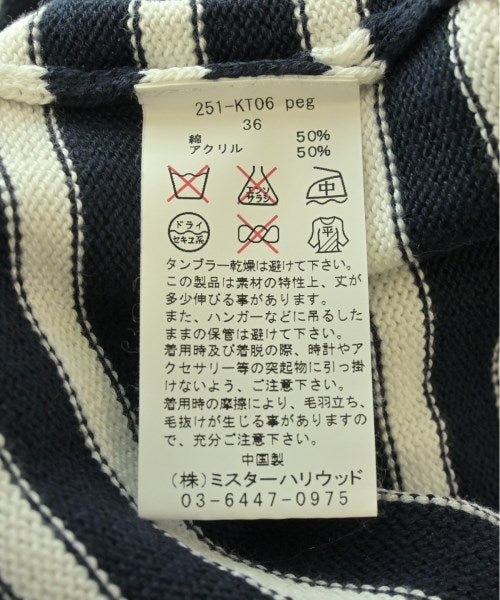 251-KT06 peg
36
綿 50%
アクリル 50%
エンソ サラシ 中
ドライ 平
セキユ系
タンブラー乾燥は避けて下さい。
この製品は素材の特性上、丈が
多少伸びる事があります。
また、ハンガーなどに吊るした
ままの保管は避けて下さい。
着用時及び着脱の際、時計やア
クセサリー等の突起物に引っ掛
けないよう、ご注意下さい。
着用時の摩擦により、毛羽立ち、
毛抜けが生じる事がありますの
で、充分ご注意下さい。
中国製
(株)ミスターハリウッド
03-6447-0975